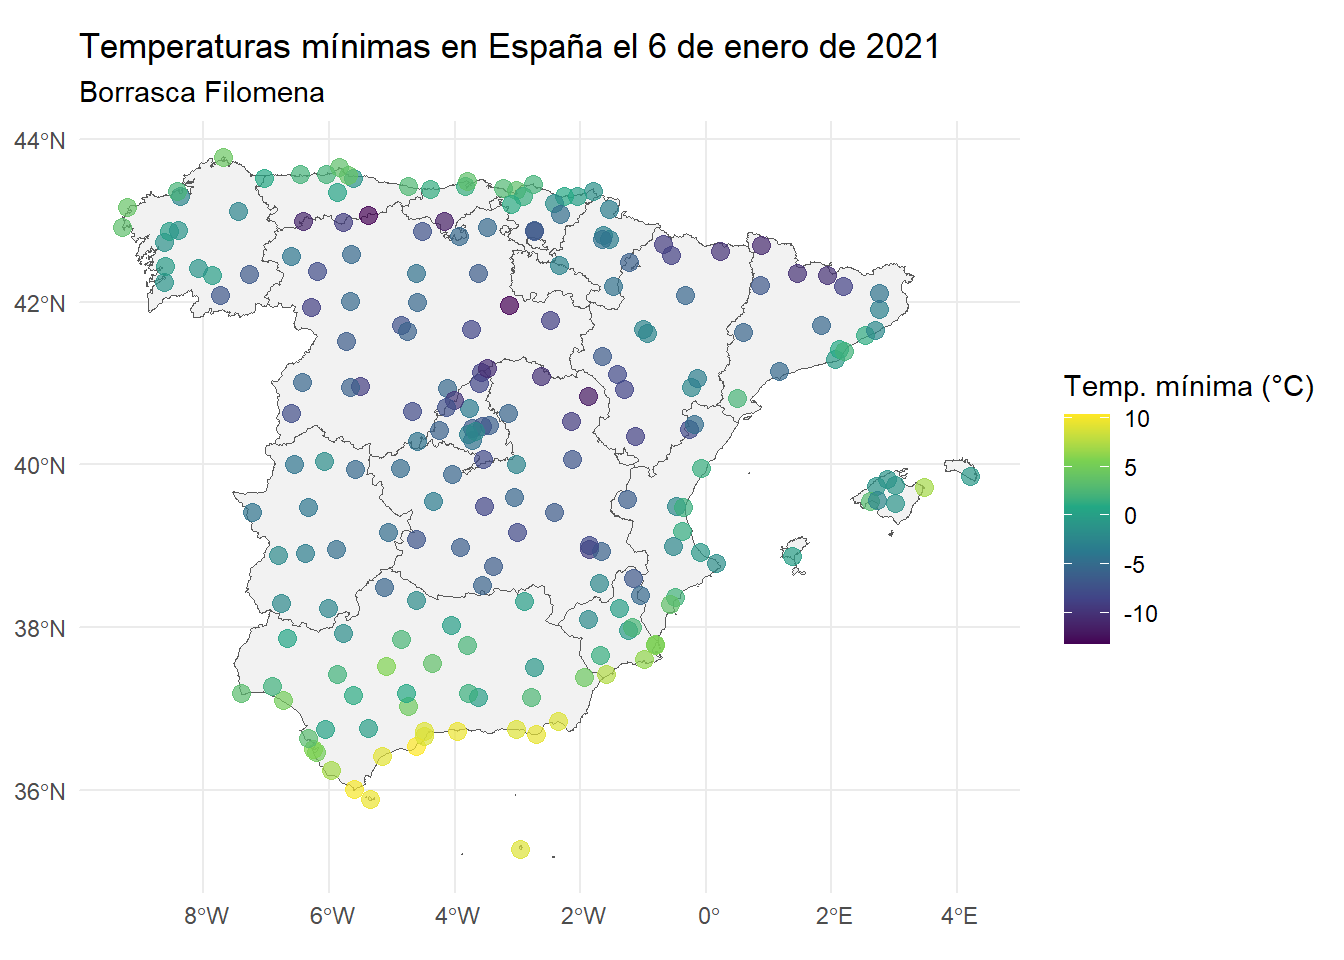 Temperaturas mínimas en España el 6 de enero de 2021
Borrasca Filomena
44°N
42°N
40°N
38°N
36°N
8°W
6°W
4°W
2°W
0°
2°E
4°E
Temp. mínima (°C)
10
5
0
-5
-10